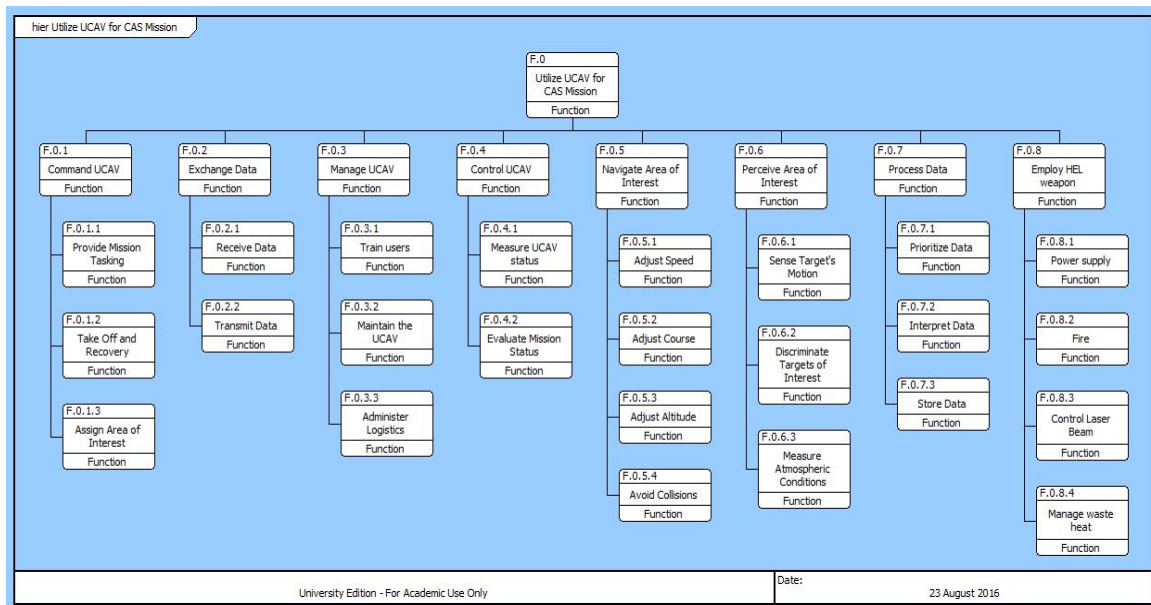 hier Utilize UCAV for CAS Mission
F.0
Utilize UCAV for
CAS Mission
Function
F.0.1
Command UCAV
Function
F.0.2
Exchange Data
Function
F.0.3
Manage UCAV
Function
F.0.4
Control UCAV
Function
F.0.5
Navigate Area of
Interest
Function
F.0.6
Perceive Area of
Interest
Function
F.0.7
Process Data
Function
F.0.8
Employ HEL
weapon
Function
F.0.1.1
Provide Mission
Tasking
Function
F.0.1.2
Take Off and
Recovery
Function
F.0.1.3
Assign Area of
Interest
Function
F.0.2.1
Receive Data
Function
F.0.2.2
Transmit Data
Function
F.0.3.1
Train users
Function
F.0.3.2
Maintain the
UCAV
Function
F.0.3.3
Administer
Logistics
Function
F.0.4.1
Measure UCAV
status
Function
F.0.4.2
Evaluate Mission
Status
Function
F.0.5.1
Adjust Speed
Function
F.0.5.2
Adjust Course
Function
F.0.5.3
Adjust Altitude
Function
F.0.5.4
Avoid Collisions
Function
F.0.6.1
Sense Target's
Motion
Function
F.0.6.2
Discriminate
Targets of
Interest
Function
F.0.6.3
Measure
Atmospheric
Conditions
Function
F.0.7.1
Prioritize Data
Function
F.0.7.2
Interpret Data
Function
F.0.7.3
Store Data
Function
F.0.8.1
Power supply
Function
F.0.8.2
Fire
Function
F.0.8.3
Control Laser
Beam
Function
F.0.8.4
Manage waste
heat
Function
University Edition - For Academic Use Only
Date:
23 August 2016